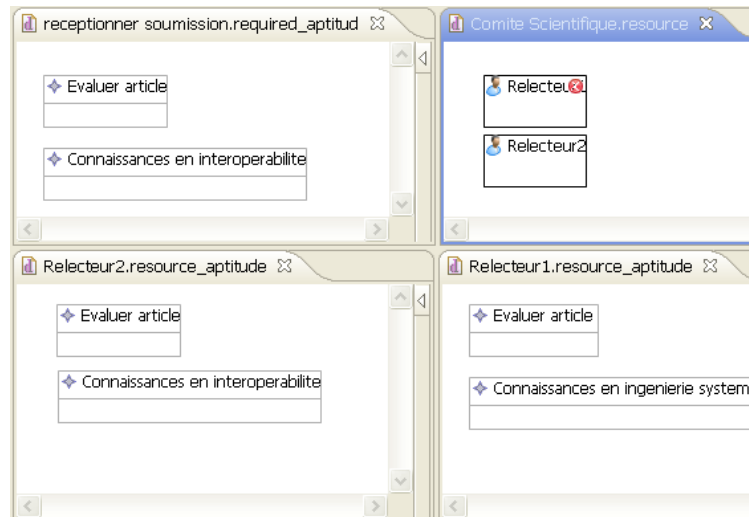 receptionner soumission.required_aptitud
Evaluer article
Connaissances en interoperabilite
Comite Scientifique.resource
Relecteu
Relecteur2
Relecteur2.resource_aptitude
Evaluer article
Connaissances en interoperabilite
Relecteur1.resource_aptitude
Evaluer article
Connaissances en ingenierie system